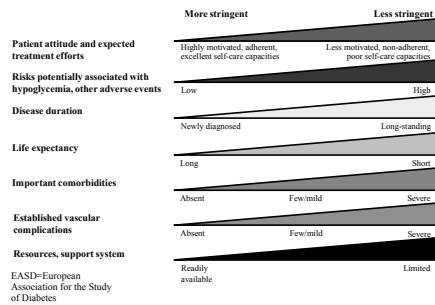 More stringent Less stringent
Patient attitude and expected
treatment efforts
Highly motivated, adherent,
excellent self-care capacities
Less motivated, non-adherent,
poor self-care capacities
Risks potentially associated with
hypoglycemia, other adverse events
Low High
Disease duration
Newly diagnosed Long-standing
Life expectancy
Long Short
Important comorbidities
Absent Few/mild Severe
Established vascular
complications
Absent Few/mild Severe
Resources, support system
Readily
available
Limited
EASD=European
Association for the Study
of Diabetes